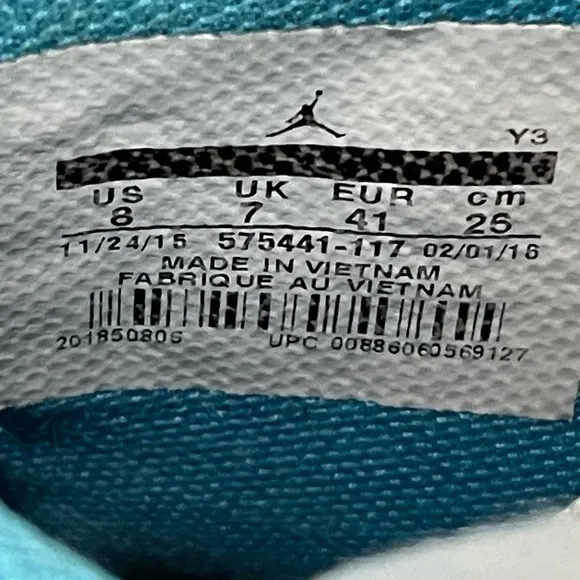 Y3
US UK EUR cm
8 7 41 26
11/24/15 575441-117 02/01/16
MADE IN VIETNAM
FABRIQUE AU VIETNAM
201850806 UPC 00886060569127